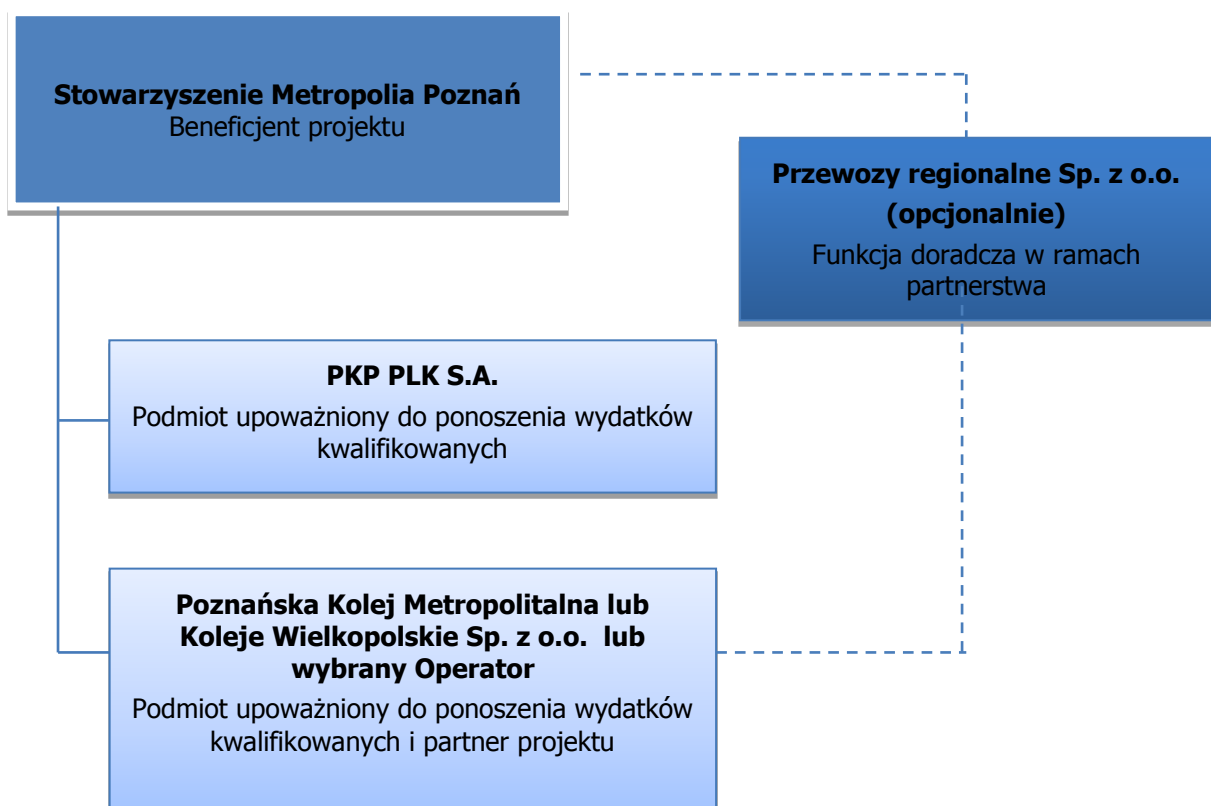 Stowarzyszenie Metropolia Poznań
Beneficjent projektu
Przewozy regionalne Sp. z o.o.
(opcjonalnie)
Funkcja doradcza w ramach
partnerstwa
PKP PLK S.A.
Podmiot upoważniony do ponoszenia wydatków
kwalifikowanych
Poznańska Kolej Metropolitalna lub
Koleje Wielkopolskie Sp. z o.o. lub
wybrany Operator
Podmiot upoważniony do ponoszenia wydatków
kwalifikowanych i partner projektu